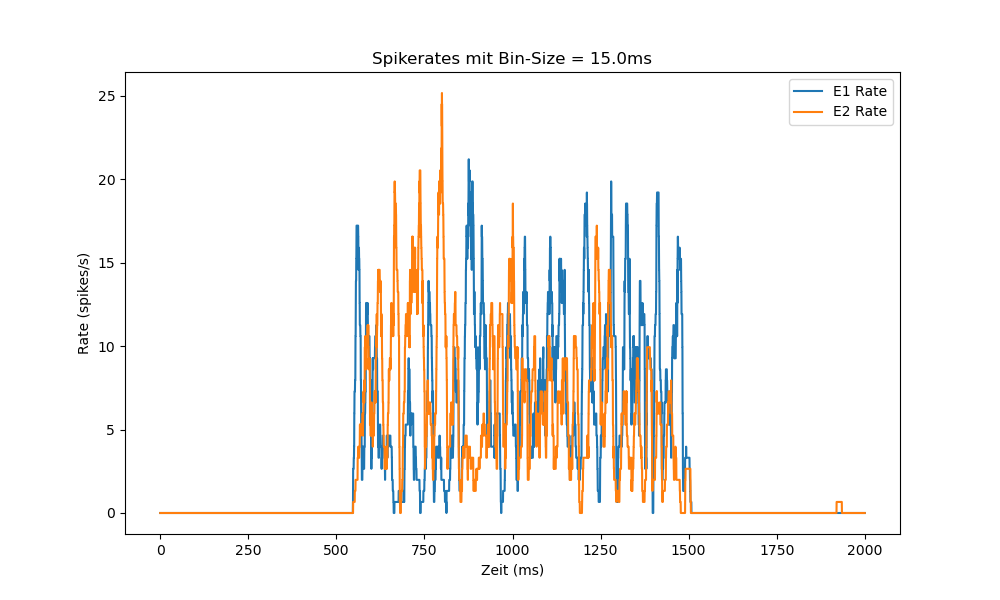 Spikerates mit Bin-Size = 15.0ms
E1 Rate
E2 Rate
Rate (spikes/s)
25
20
15
10
5
0
0 250 500 750 1000 1250 1500 1750 2000
Zeit (ms)